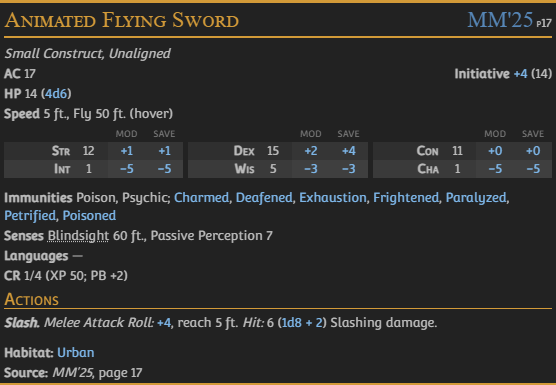 Animated Flying Sword MM'25 p17
Small Construct, Unaligned
AC 17 Initiative +4 (14)
HP 14 (4d6)
Speed 5 ft., Fly 50 ft. (hover)
MOD SAVE MOD SAVE MOD SAVE
Str 12 +1 +1 Dex 15 +2 +4 Con 11 +0 +0
Int 1 −5 −5 Wis 5 −3 −3 Cha 1 −5 −5
Immunities Poison, Psychic; Charmed, Deafened, Exhaustion, Frightened, Paralyzed,
Petrified, Poisoned
Senses Blindsight 60 ft., Passive Perception 7
Languages —
CR 1/4 (XP 50; PB +2)
Actions
Slash. Melee Attack Roll: +4, reach 5 ft. Hit: 6 (1d8 + 2) Slashing damage.
Habitat: Urban
Source: MM'25, page 17